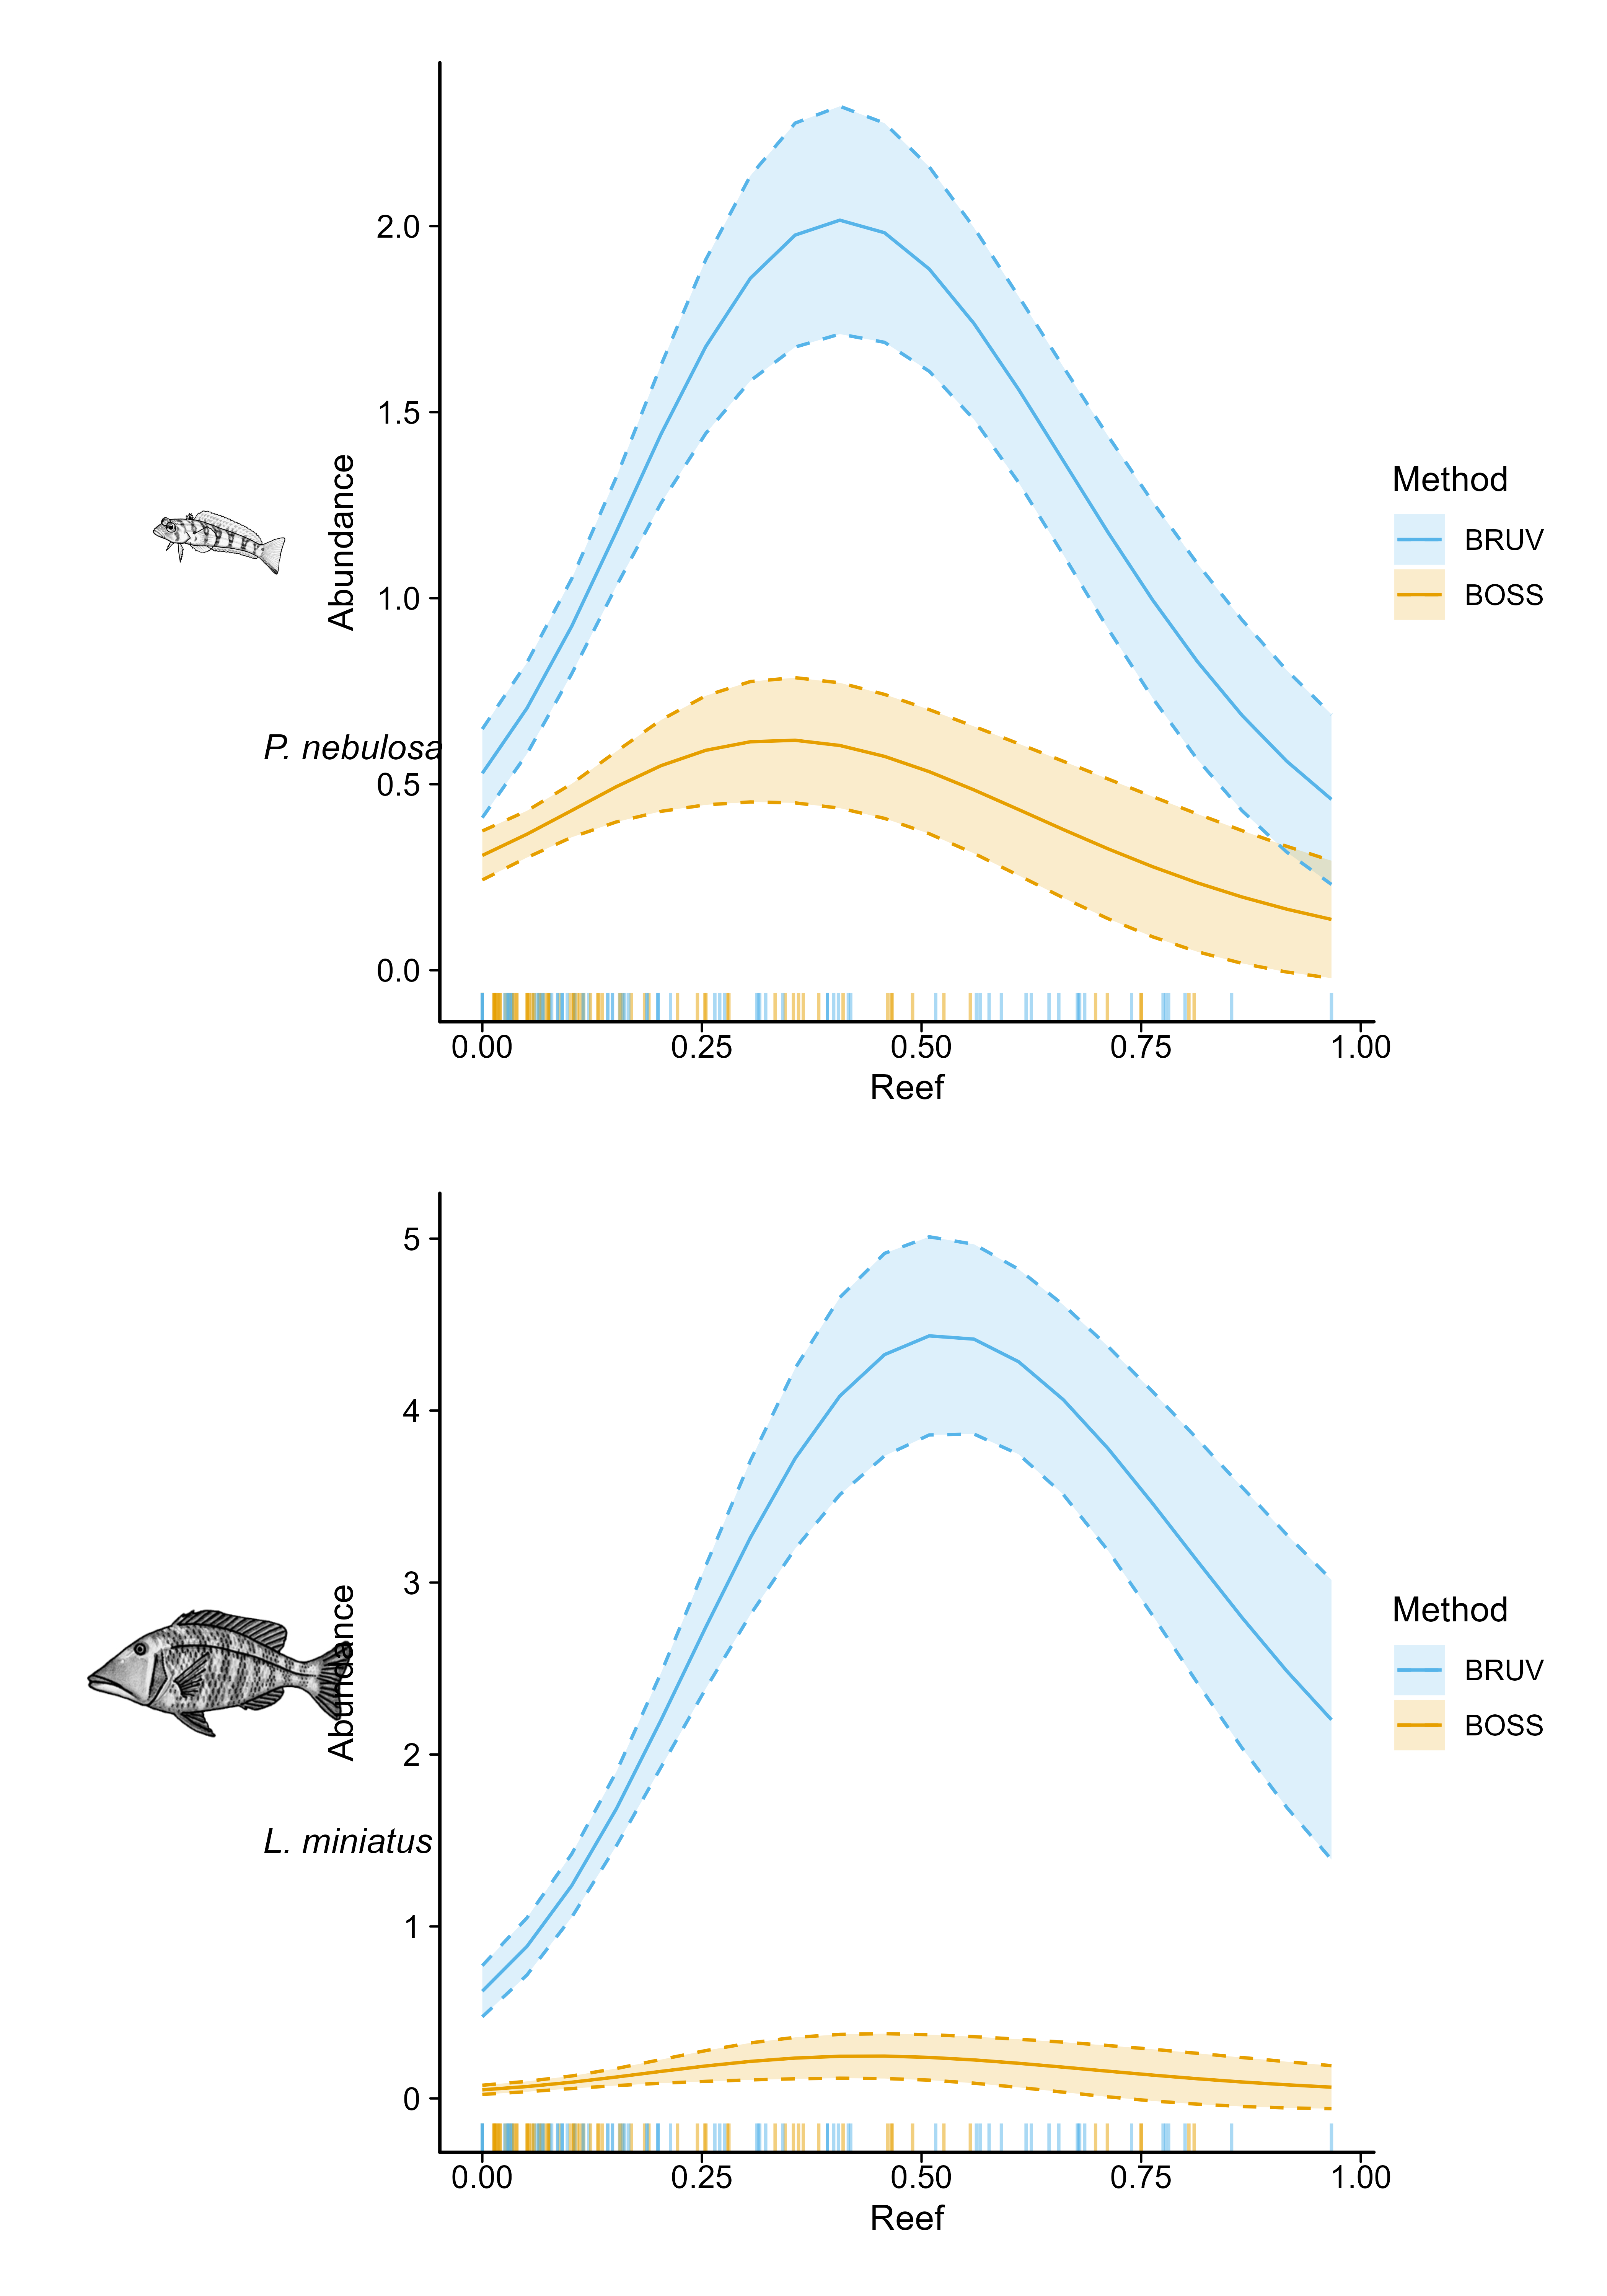 2.0
1.5
1.0
0.5
0.0
Abundance
P. nebulosa
Method
BRUV
BOSS
0.00 0.25 0.50 0.75 1.00
Reef
5
4
3
2
1
0
Abundance
L. miniatus
Method
BRUV
BOSS
0.00 0.25 0.50 0.75 1.00
Reef